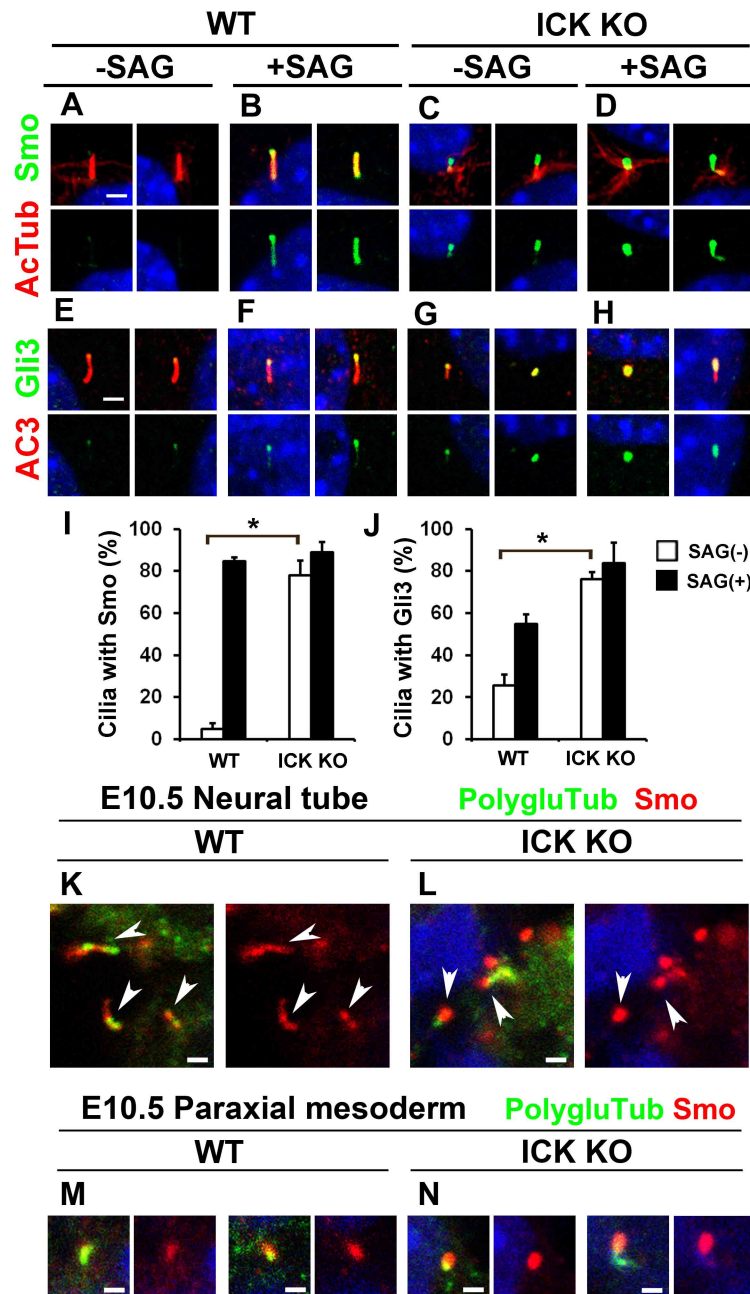 WT ICK KO
-SAG +SAG -SAG +SAG
A B C D
AcTub Smo
E F G H
AC3 Gli3
I J
Cilia with Smo (%)
100
80
60
40
20
0
WT ICK KO
*
Cilia with Gli3 (%)
100
80
60
40
20
0
WT ICK KO
*
SAG(-)
SAG(+)
E10.5 Neural tube PolygluTub Smo
WT ICK KO
K L
E10.5 Paraxial mesoderm PolygluTub Smo
WT ICK KO
M N